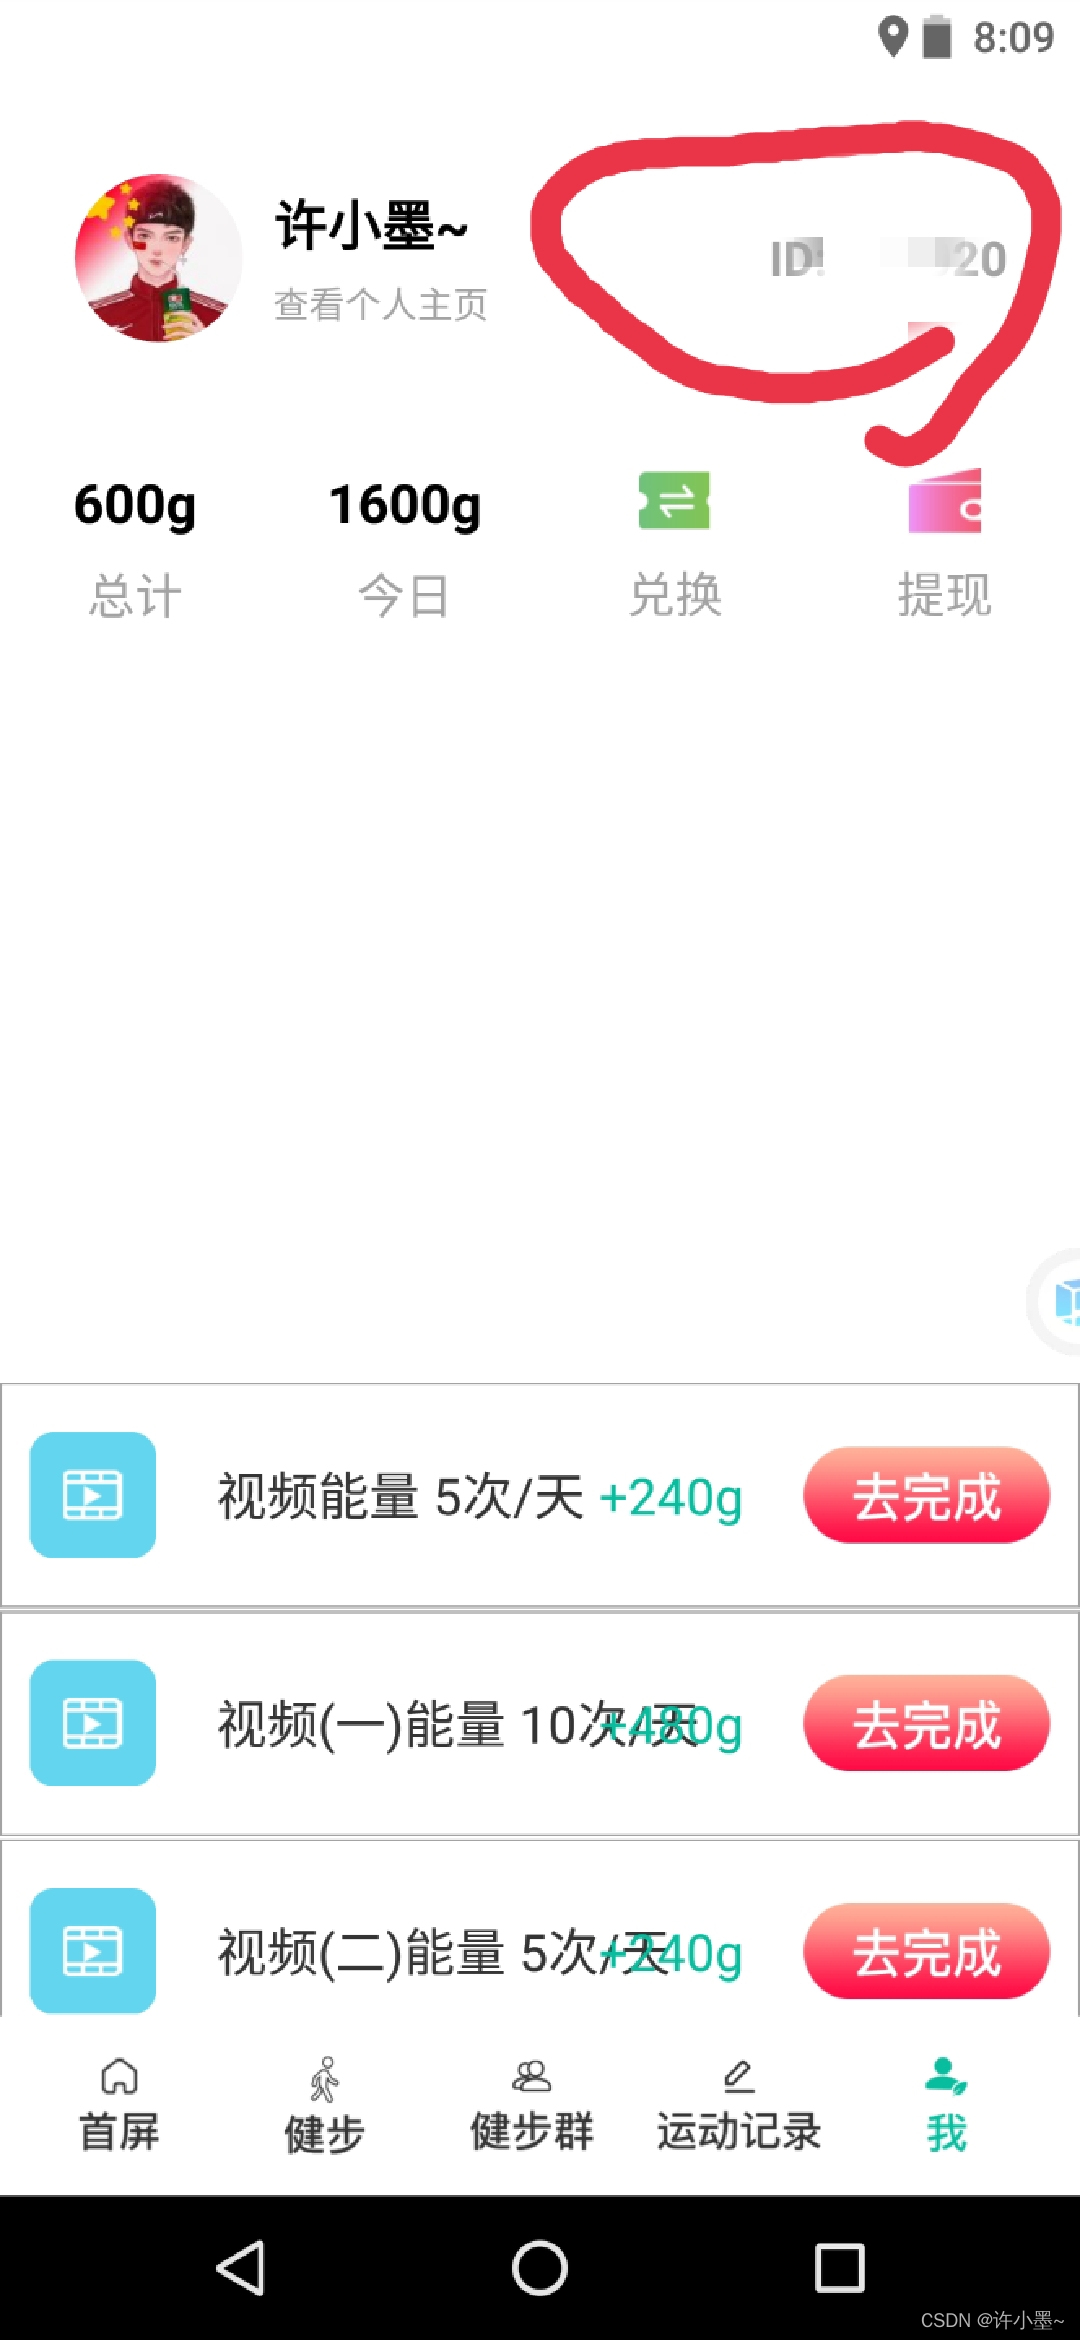 8:09
许小墨~
查看个人主页
ID: 20
600g 1600g
总计 今日 兑换 提现
视频能量 5次/天 +240g 去完成
视频(一)能量 10次/天 +480g 去完成
视频(二)能量 5次/天 +240g 去完成
首屏 健步 健步群 运动记录 我
CSDN @许小墨~